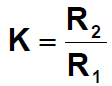 K = R₂ / R₁